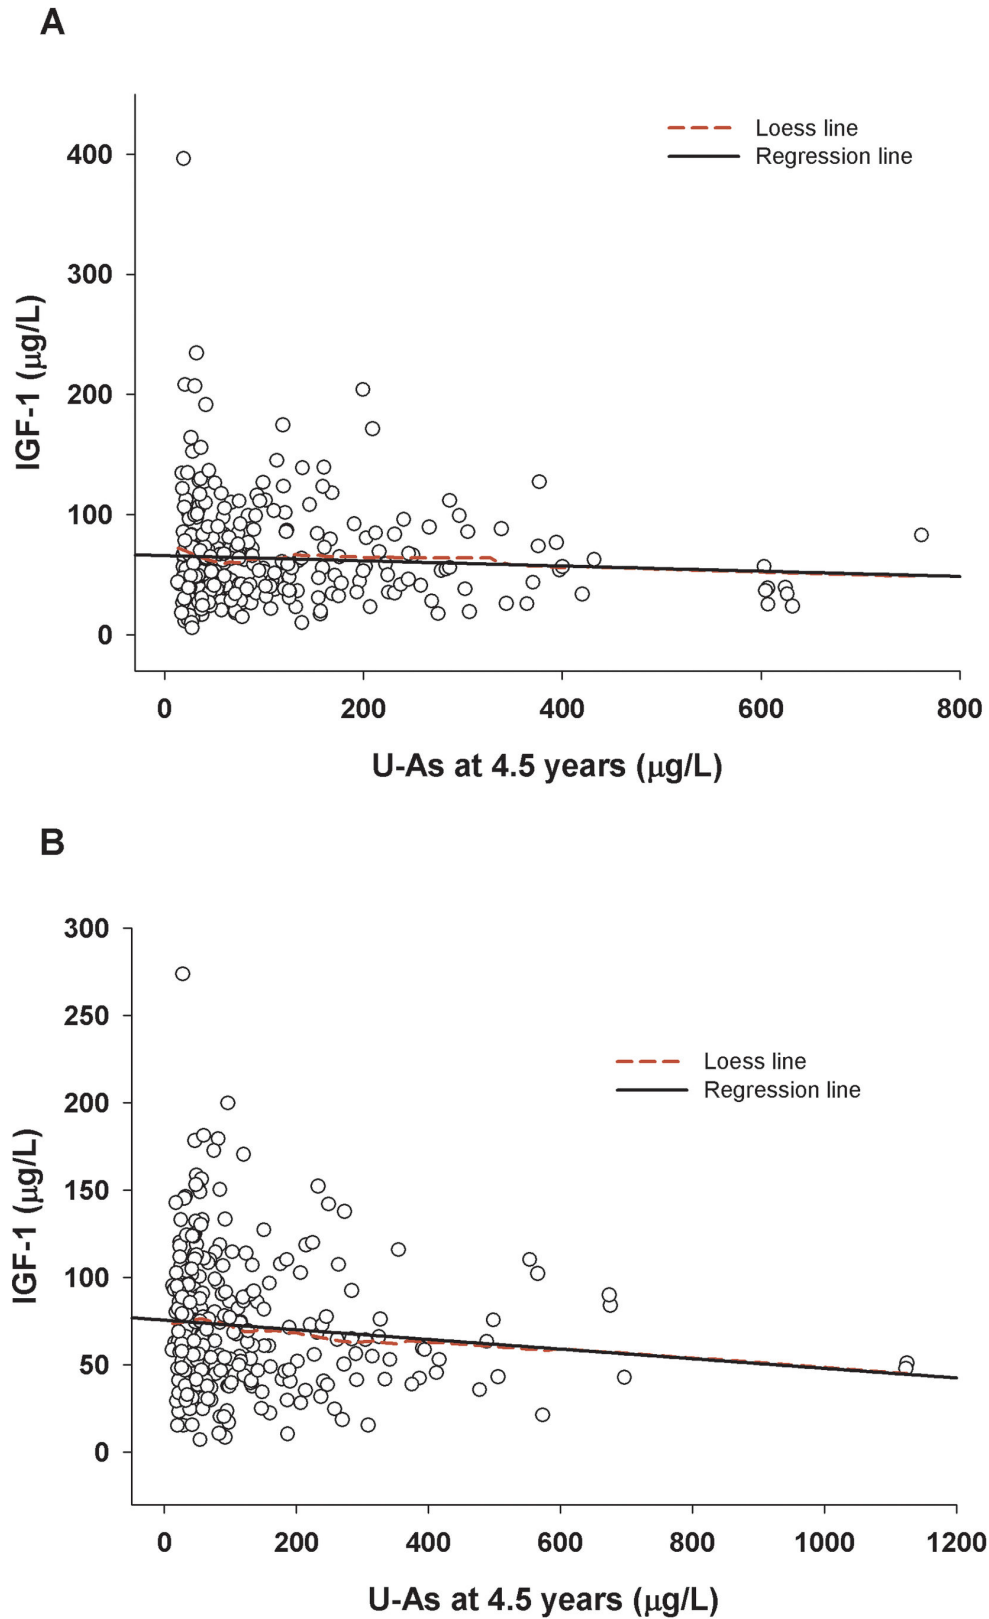 A
Loess line
Regression line
400
300
200
100
0
IGF-1 (µg/L)
0 200 400 600 800
U-As at 4.5 years (µg/L)
B
300
250
200
150
100
50
0
Loess line
Regression line
IGF-1 (µg/L)
0 200 400 600 800 1000 1200
U-As at 4.5 years (µg/L)